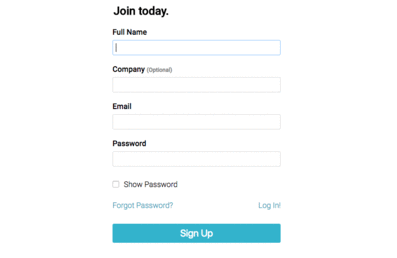 Join today.
Full Name
Company (Optional)
Email
Password
Show Password
Forgot Password? Log In!
Sign Up